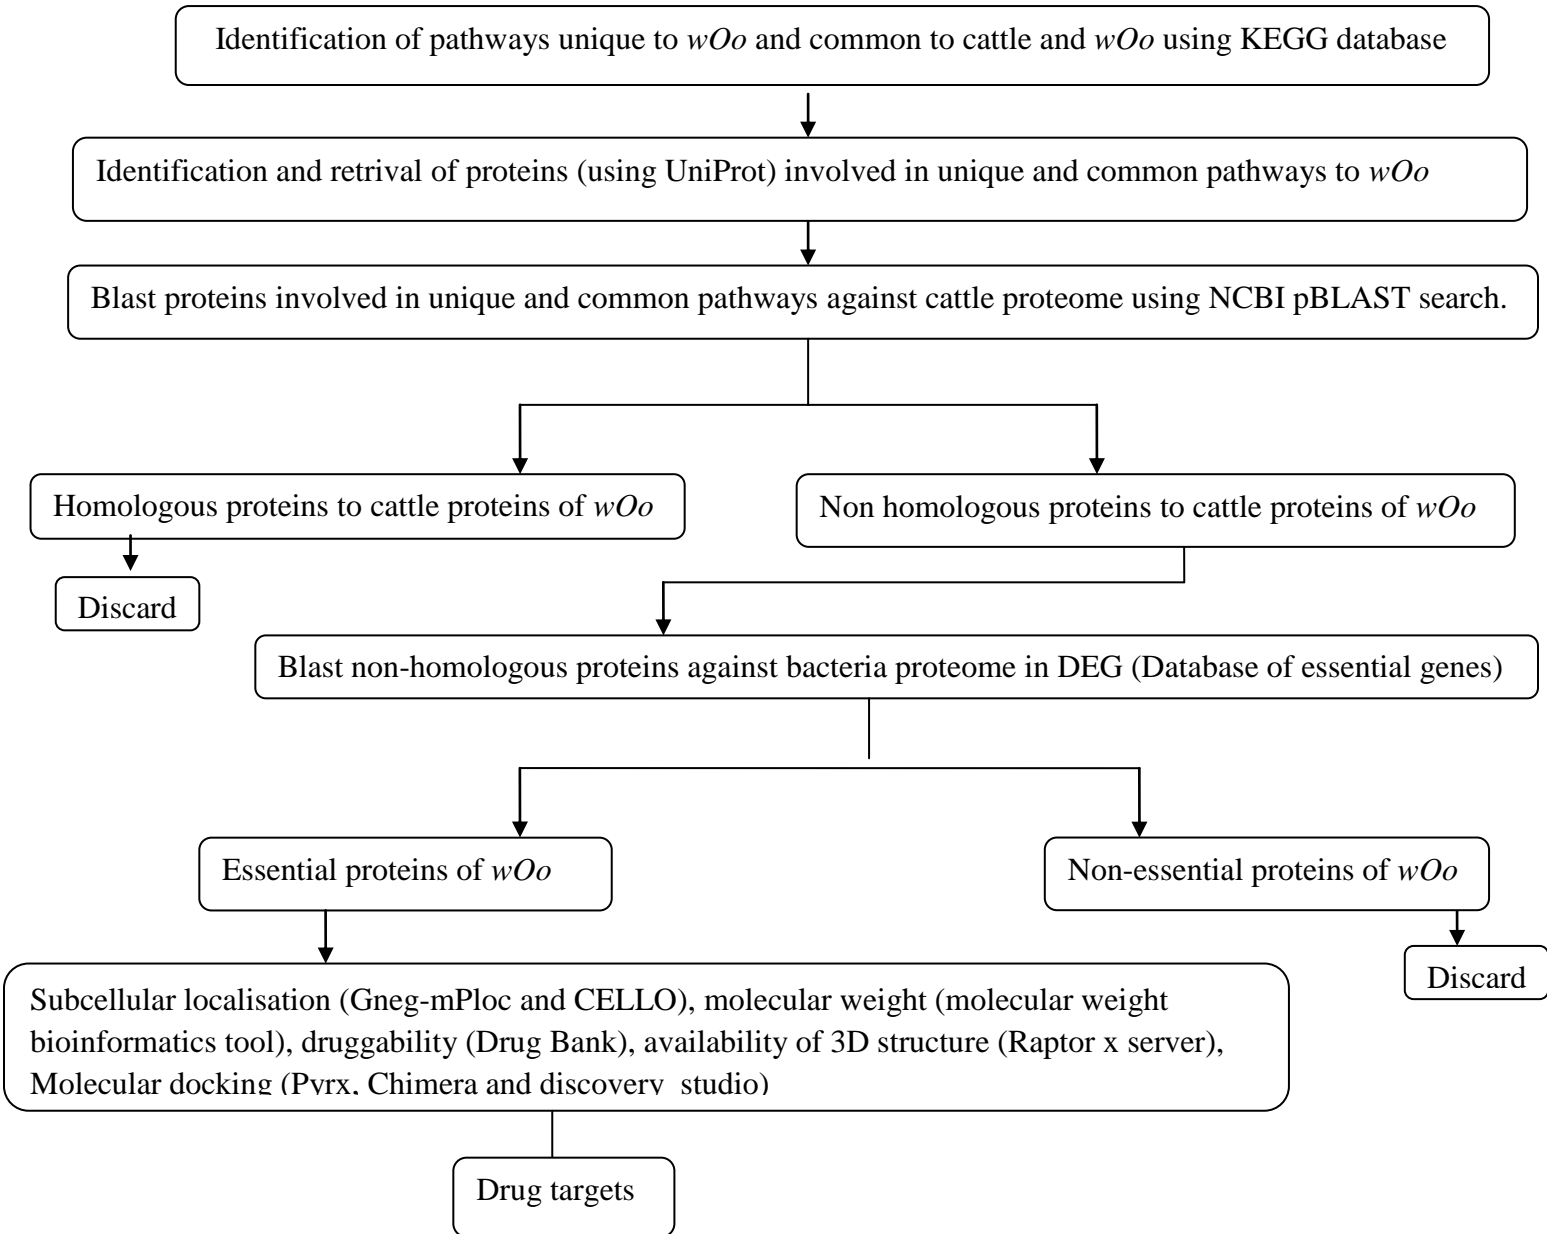 Identification of pathways unique to wOo and common to cattle and wOo using KEGG database
Identification and retrival of proteins (using UniProt) involved in unique and common pathways to wOo
Blast proteins involved in unique and common pathways against cattle proteome using NCBI pBLAST search.
Homologous proteins to cattle proteins of wOo
Non homologous proteins to cattle proteins of wOo
Discard
Blast non-homologous proteins against bacteria proteome in DEG (Database of essential genes)
Essential proteins of wOo
Non-essential proteins of wOo
Discard
Subcellular localisation (Gneg-mPloc and CELLO), molecular weight (molecular weight
bioinformatics tool), druggability (Drug Bank), availability of 3D structure (Raptor x server),
Molecular docking (Pyrx, Chimera and discovery studio)
Drug targets